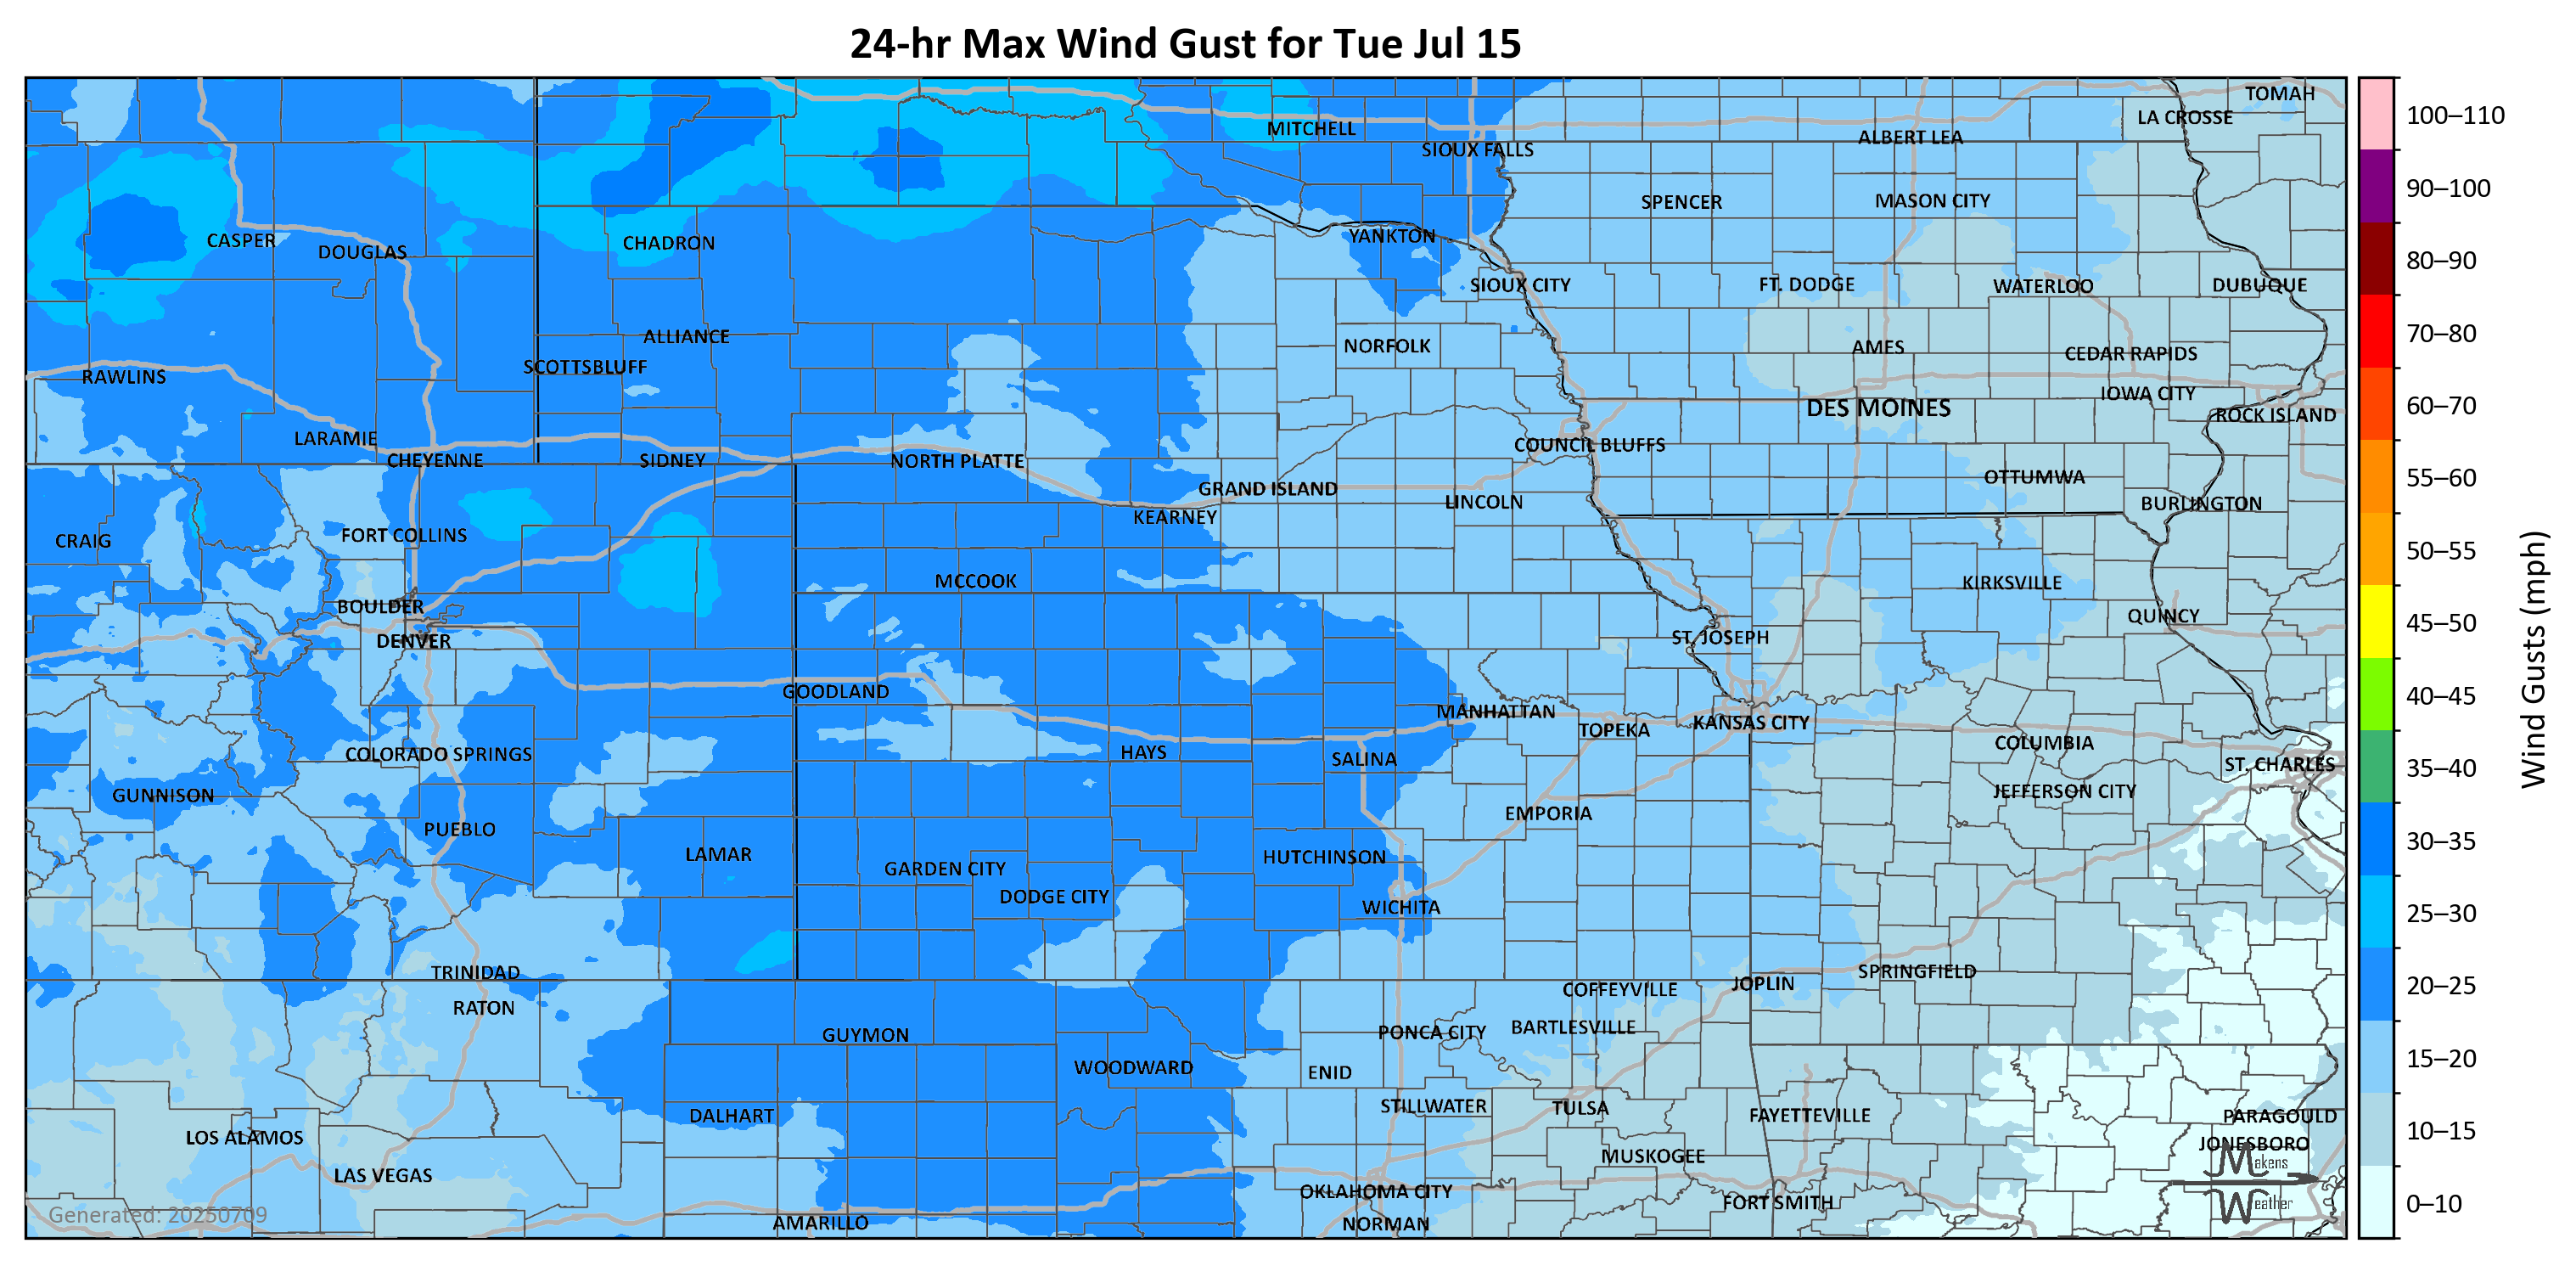 24-hr Max Wind Gust for Tue Jul 15
TOMAH
LA CROSSE
MITCHELL
ALBERT LEA
SIOUX FALLS
SPENCER
MASON CITY
CASPER
DOUGLAS
CHADRON
YANKTON
SIOUX CITY
FT. DODGE
WATERLOO
DUBUQUE
ALLIANCE
NORFOLK
AMES
CEDAR RAPIDS
SCOTTSBLUFF
RAWLINS
IOWA CITY
DES MOINES
ROCK ISLAND
LARAMIE
CHEYENNE
SIDNEY
NORTH PLATTE
COUNCIL BLUFFS
OTTUMWA
GRAND ISLAND
LINCOLN
BURLINGTON
KEARNEY
CRAIG
FORT COLLINS
MCCOOK
KIRKSVILLE
BOULDER
QUINCY
DENVER
ST. JOSEPH
GOODLAND
MANHATTAN
TOPEKA
KANSAS CITY
COLUMBIA
COLORADO SPRINGS
HAYS
SALINA
ST. CHARLES
GUNNISON
JEFFERSON CITY
EMPORIA
PUEBLO
LAMAR
HUTCHINSON
GARDEN CITY
DODGE CITY
WICHITA
TRINIDAD
SPRINGFIELD
JOPLIN
COFFEYVILLE
RATON
GUYMON
PONCA CITY
BARTLESVILLE
WOODWARD
ENID
STILLWATER
TULSA
DALHART
FAYETTEVILLE
PARAGOULD
LOS ALAMOS
JONESBORO
MUSKOGEE
LAS VEGAS
OKLAHOMA CITY
FORT SMITH
AMARILLO
NORMAN
Generated: 20250709
Makens
Weather
100–110
90–100
80–90
70–80
60–70
55–60
50–55
45–50
40–45
35–40
30–35
25–30
20–25
15–20
10–15
0–10
Wind Gusts (mph)